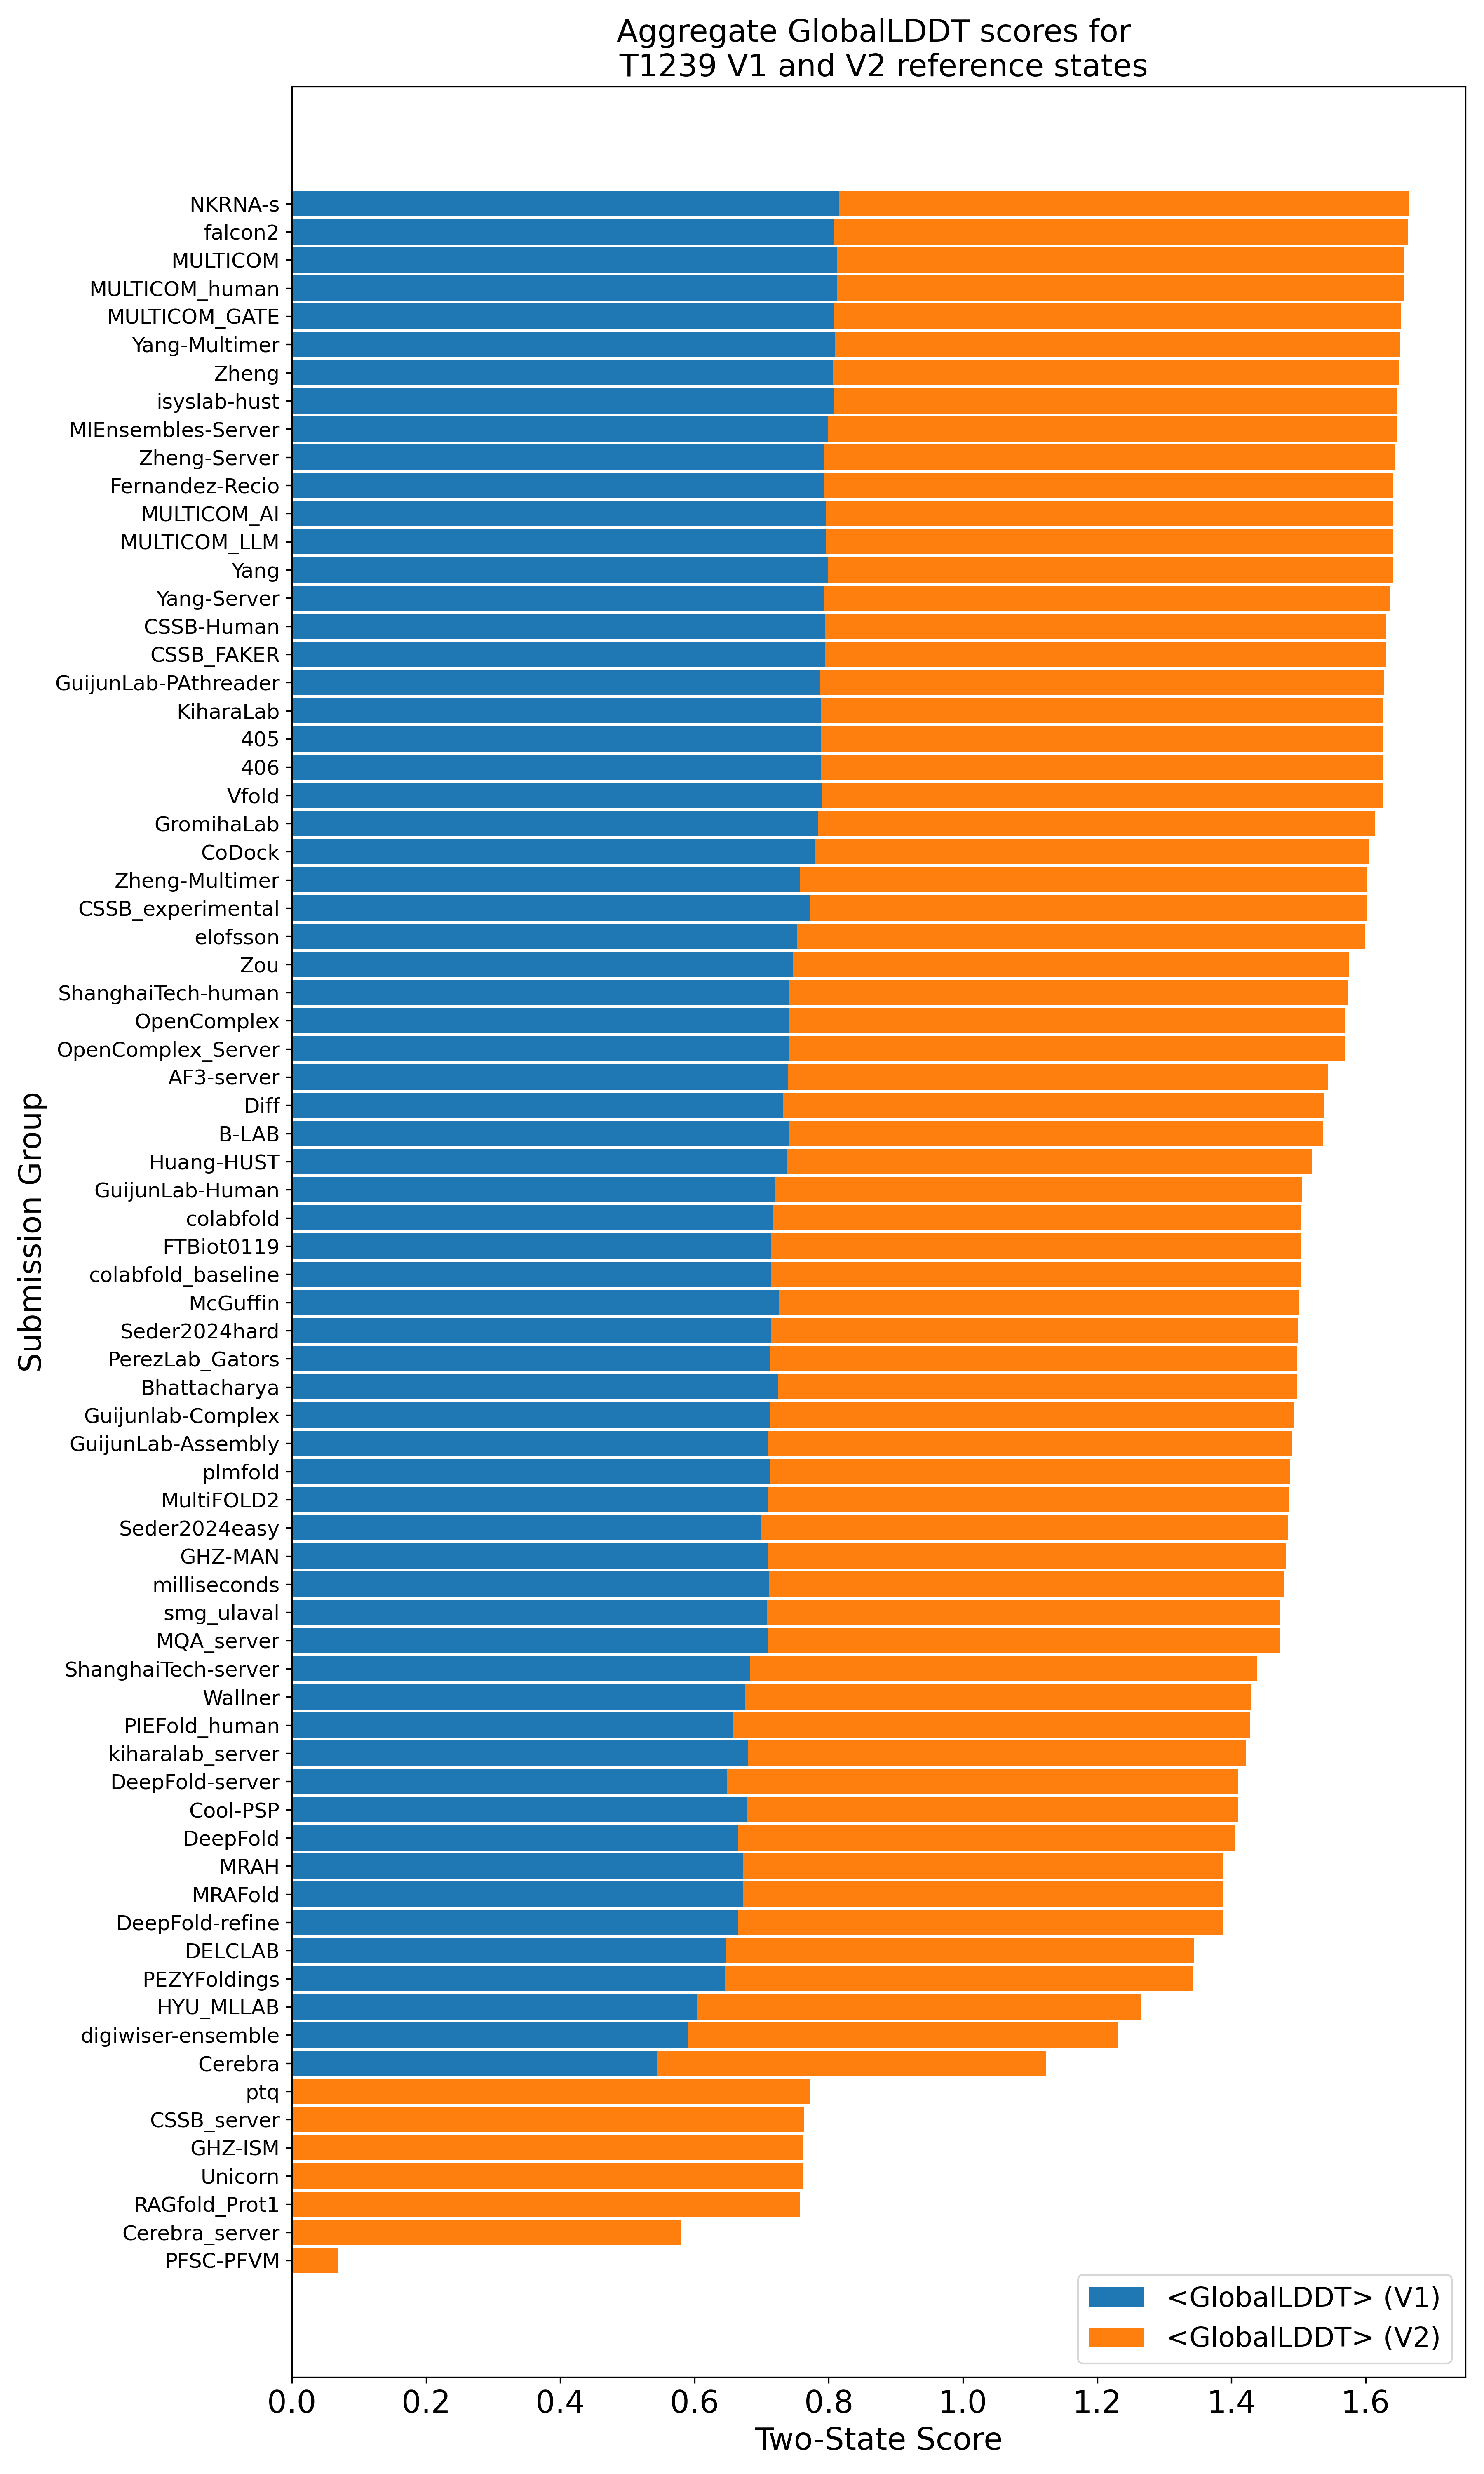 Aggregate GlobalLDDT scores for
T1239 V1 and V2 reference states
NKRNA-s
falcon2
MULTICOM
MULTICOM_human
MULTICOM_GATE
Yang-Multimer
Zheng
isyslab-hust
MIEnsembles-Server
Zheng-Server
Fernandez-Recio
MULTICOM_AI
MULTICOM_LLM
Yang
Yang-Server
CSSB-Human
CSSB_FAKER
GuijunLab-PAthreader
KiharaLab
405
406
Vfold
GromihaLab
CoDock
Zheng-Multimer
CSSB_experimental
elofsson
Zou
ShanghaiTech-human
OpenComplex
OpenComplex_Server
AF3-server
Diff
B-LAB
Huang-HUST
GuijunLab-Human
colabfold
FTBiot0119
colabfold_baseline
McGuffin
Seder2024hard
PerezLab_Gators
Bhattacharya
Guijunlab-Complex
GuijunLab-Assembly
plmfold
MultiFOLD2
Seder2024easy
GHZ-MAN
milliseconds
smg_ulaval
MQA_server
ShanghaiTech-server
Wallner
PIEFold_human
kiharalab_server
DeepFold-server
Cool-PSP
DeepFold
MRAH
MRAFold
DeepFold-refine
DELCLAB
PEZYFoldings
HYU_MLLAB
digiwiser-ensemble
Cerebra
ptq
CSSB_server
GHZ-ISM
Unicorn
RAGfold_Prot1
Cerebra_server
PFSC-PFVM
Submission Group
<GlobalLDDT> (V1)
<GlobalLDDT> (V2)
0.0 0.2 0.4 0.6 0.8 1.0 1.2 1.4 1.6
Two-State Score